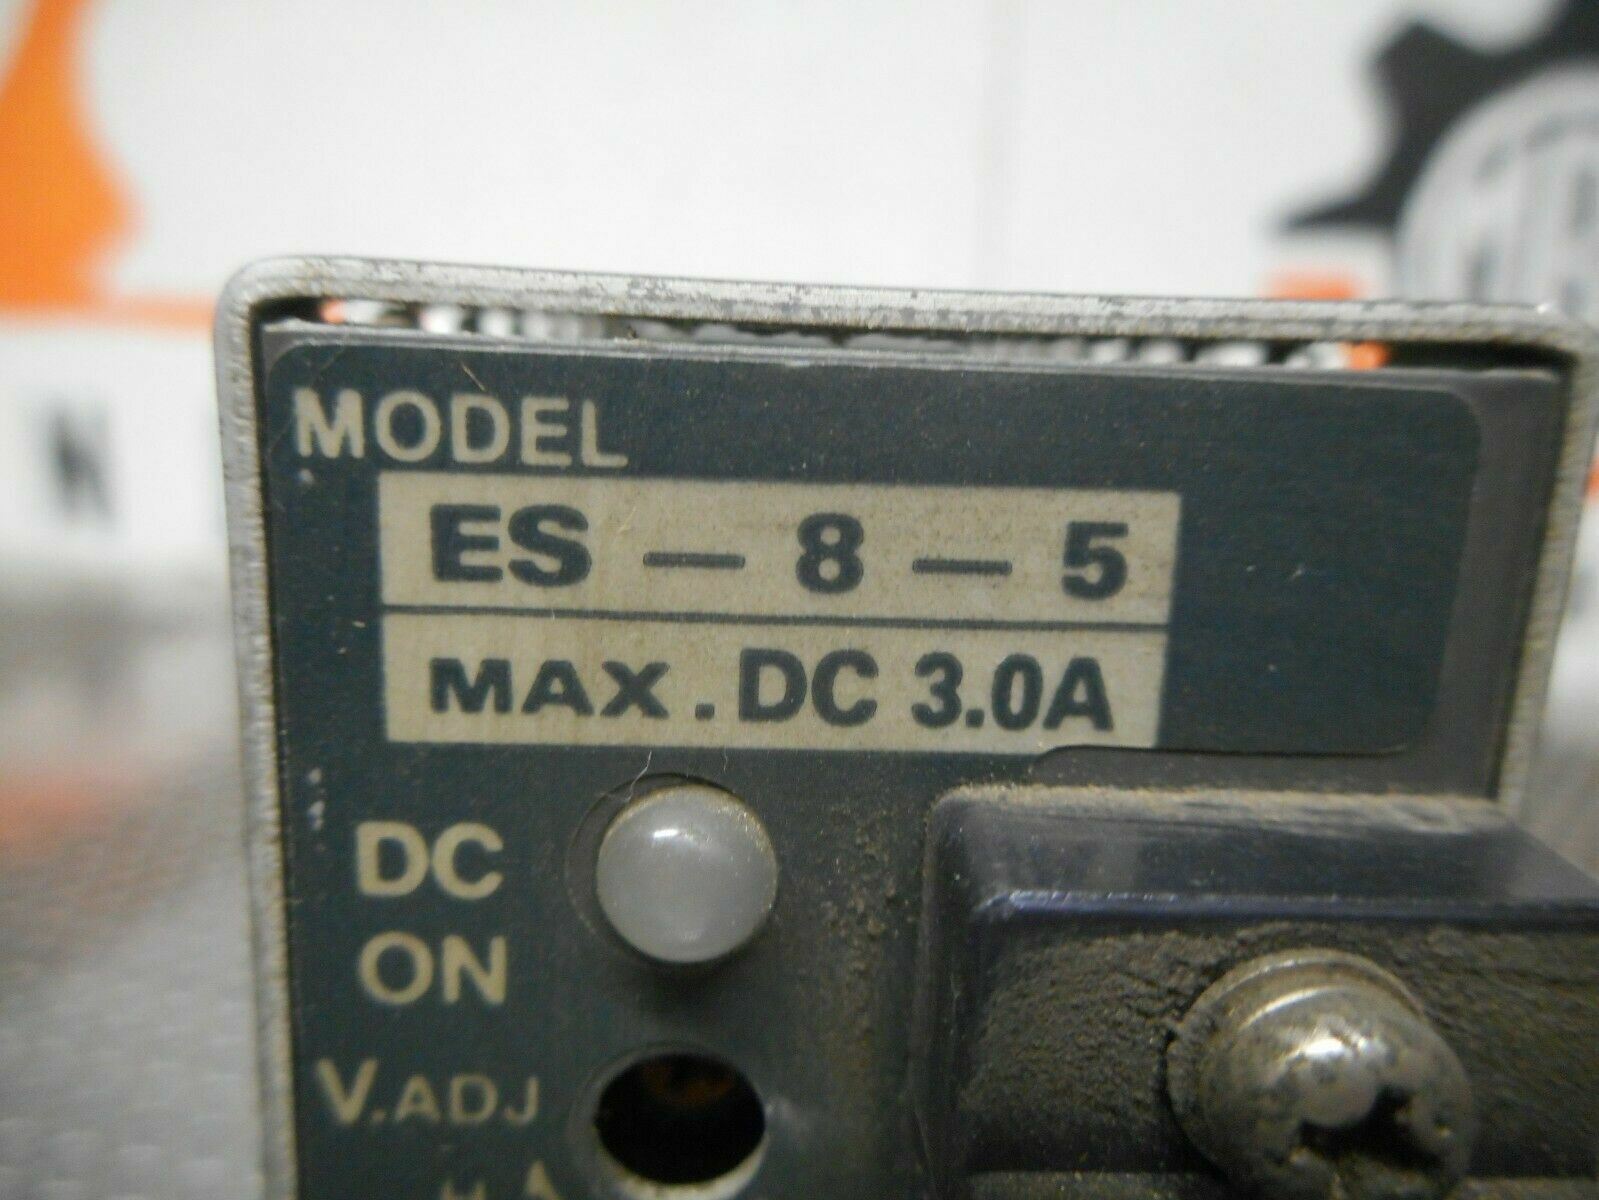 MODEL
ES - 8 - 5
MAX. DC 3.0A
DC
ON
V.ADJ
N